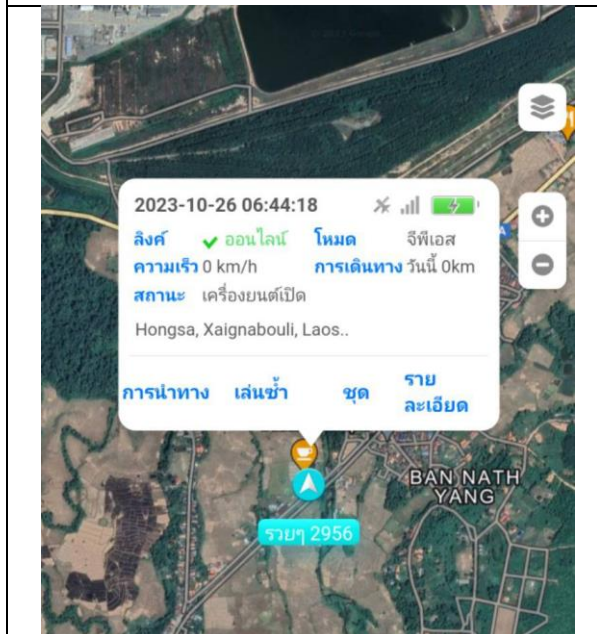 2023-10-26 06:44:18
ลิงค์ ออนไลน์ โหมด จีพีเอส
ความเร็ว 0 km/h การเดินทาง วันนี้ 0km
สถานะ เครื่องยนต์เปิด
Hongsa, Xaignabouli, Laos..
การนำทาง เล่นซ้ำ ชุด ราย
ละเอียด
BAN NATH
YANG
รวยๆ 2956